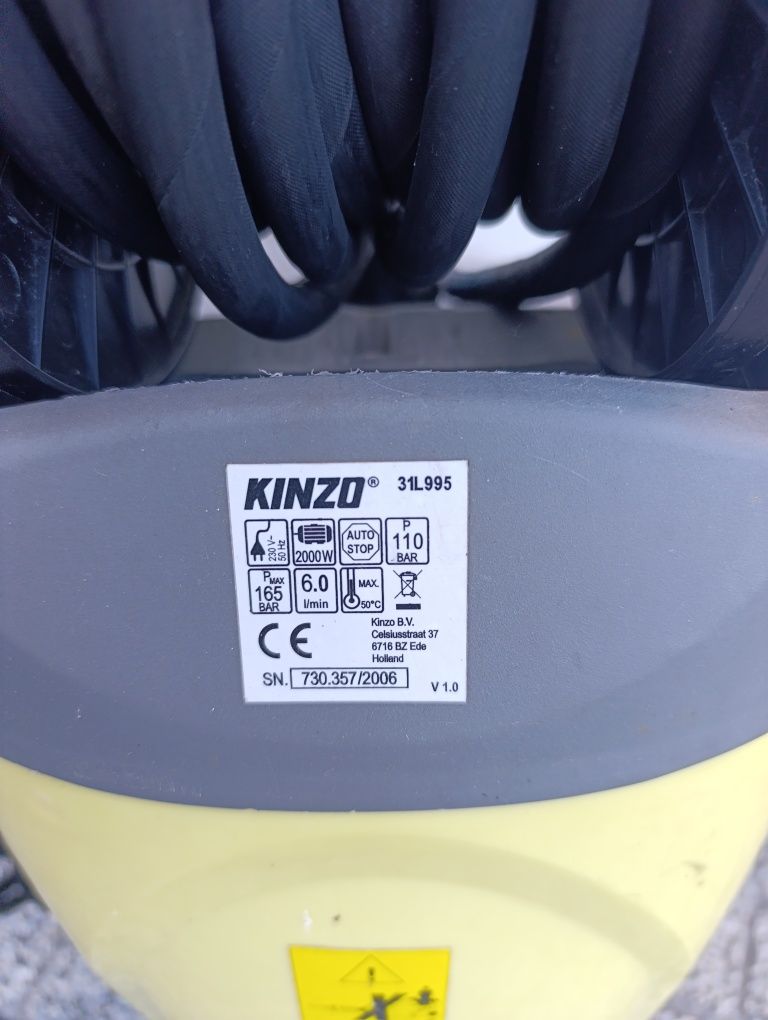 KINZO® 31L995
230 V~
50 Hz
2000 W
AUTO
STOP
P
110
BAR
P MAX
165
BAR
6.0
l/min
MAX.
50°C
CE
Kinzo B.V.
Celsiusstraat 37
6716 BZ Ede
Holland
SN. 730.357/2006
V 1.0